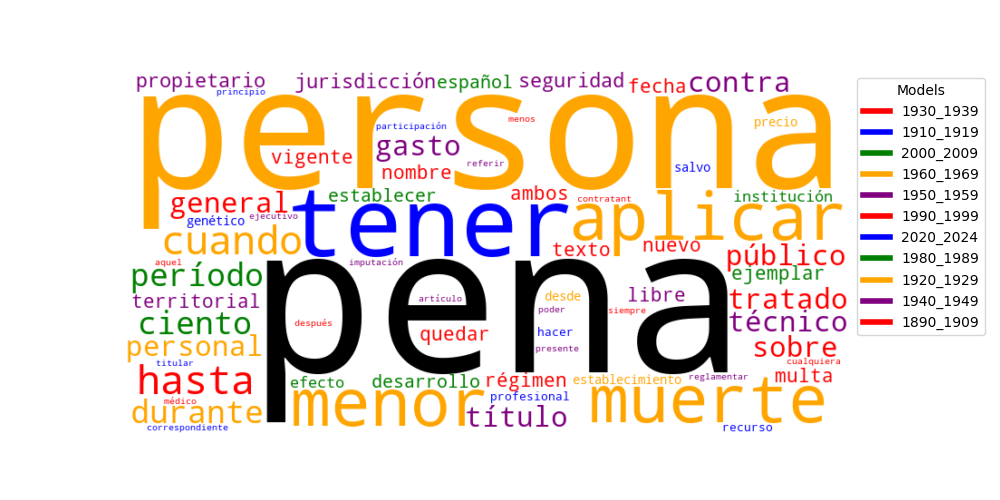 propietario jurisdicción español seguridad fecha contra
principio
persona
participación menos precio
vigente gasto referir salvo
nombre
general establecer ambos contratant institución
genético ejecutivo tener aplicar
cuando texto nuevo público
aquel imputación
período pena ejemplar
territorial artículo desde libre tratado
poder siempre
ciento después quedar hacer técnico
personal presente sobre
titular cualquiera
hasta efecto desarrollo régimen establecimiento reglamentar multa
médico profesional
durante menor título muerte
correspondiente recurso
Models
1930_1939
1910_1919
2000_2009
1960_1969
1950_1959
1990_1999
2020_2024
1980_1989
1920_1929
1940_1949
1890_1909